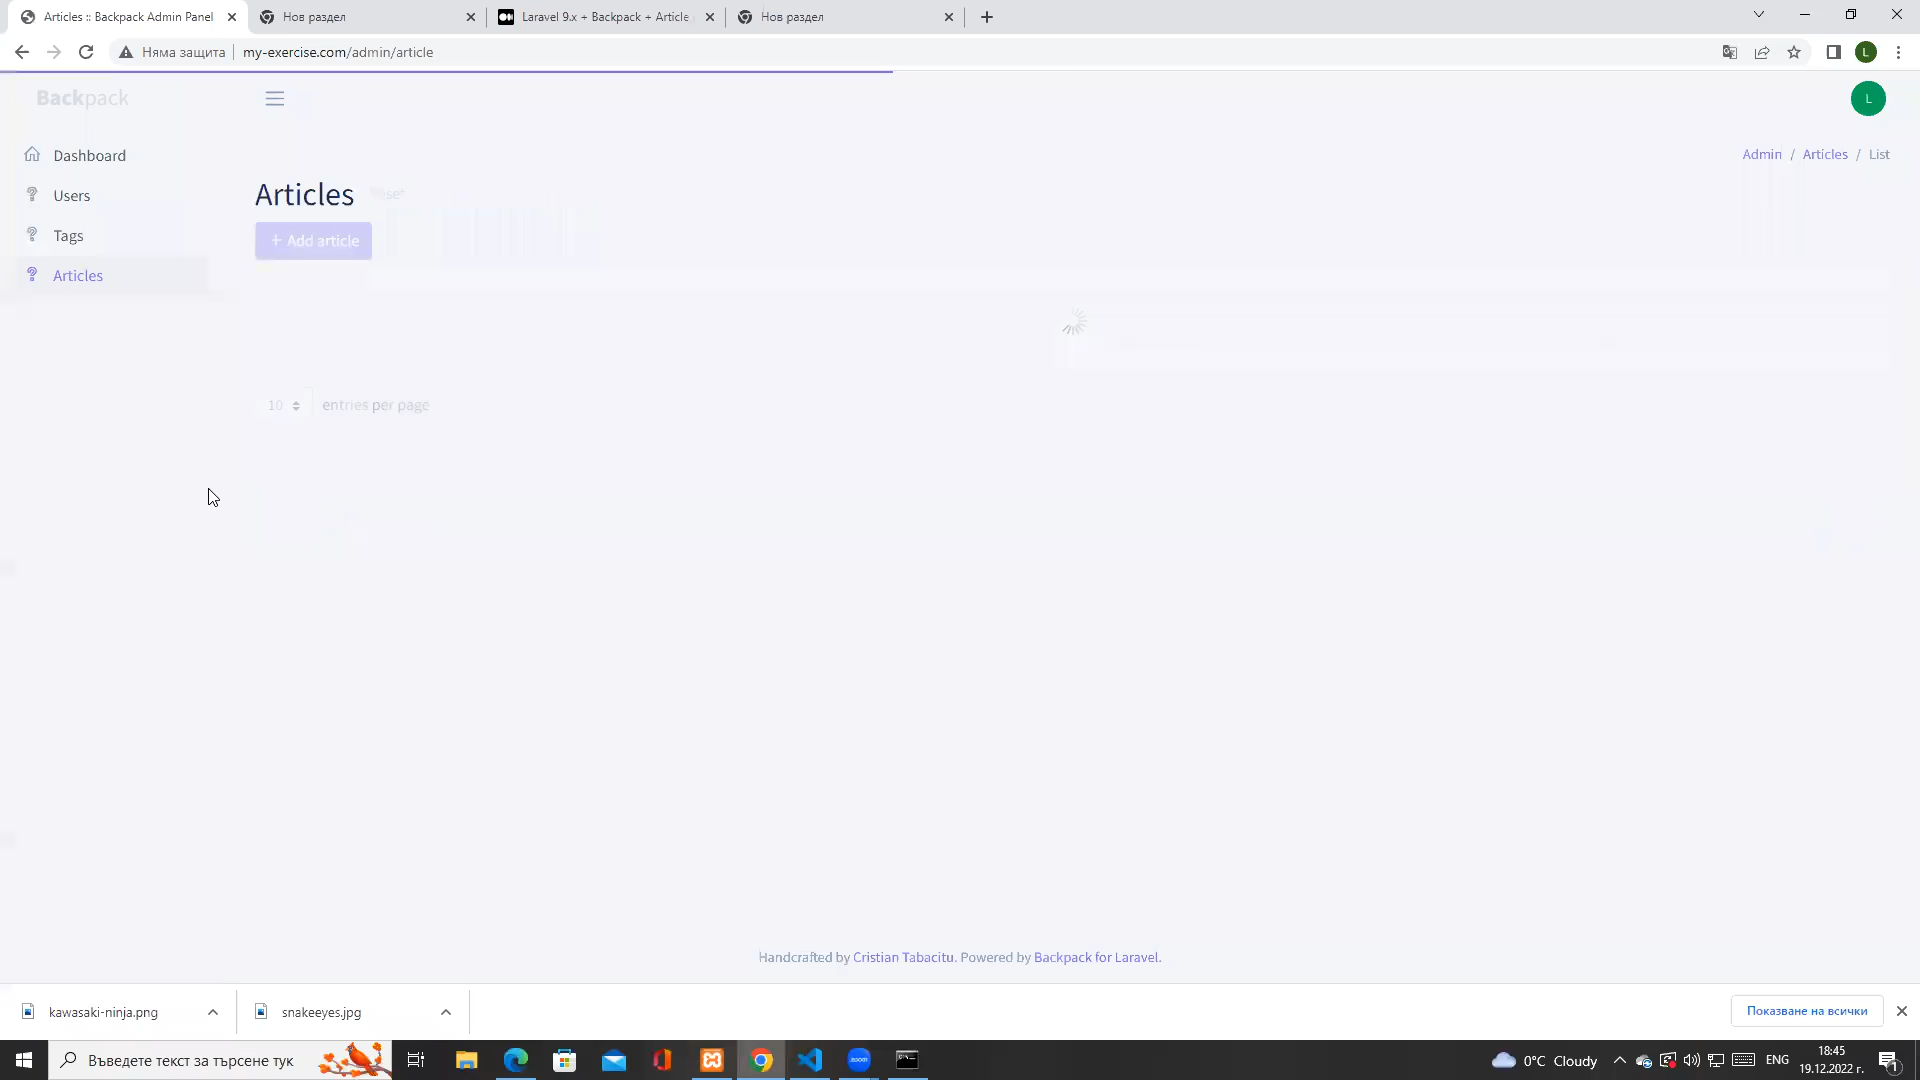 Articles :: Backpack Admin Panel
Нов раздел
Laravel 9.x + Backpack + Article
Нов раздел
Няма защита
my-exercise.com/admin/article
L
Backpack
L
Dashboard
Admin / Articles / List
Articles
Users
+ Add article
Tags
Articles
10 entries per page
Handcrafted by Cristian Tabacitu. Powered by Backpack for Laravel.
kawasaki-ninja.png
snakeeyes.jpg
Показване на всички
Въведете текст за търсене тук
zoom
0°C Cloudy
ENG
18:45
19.12.2022 г.
1